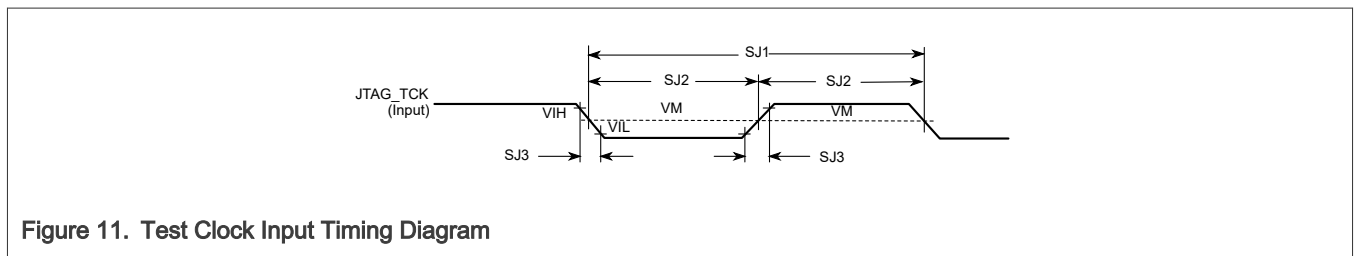 SJ1
SJ2 SJ2
JTAG_TCK
(Input)
VIH VM VM
VIL
SJ3 SJ3
Figure 11. Test Clock Input Timing Diagram